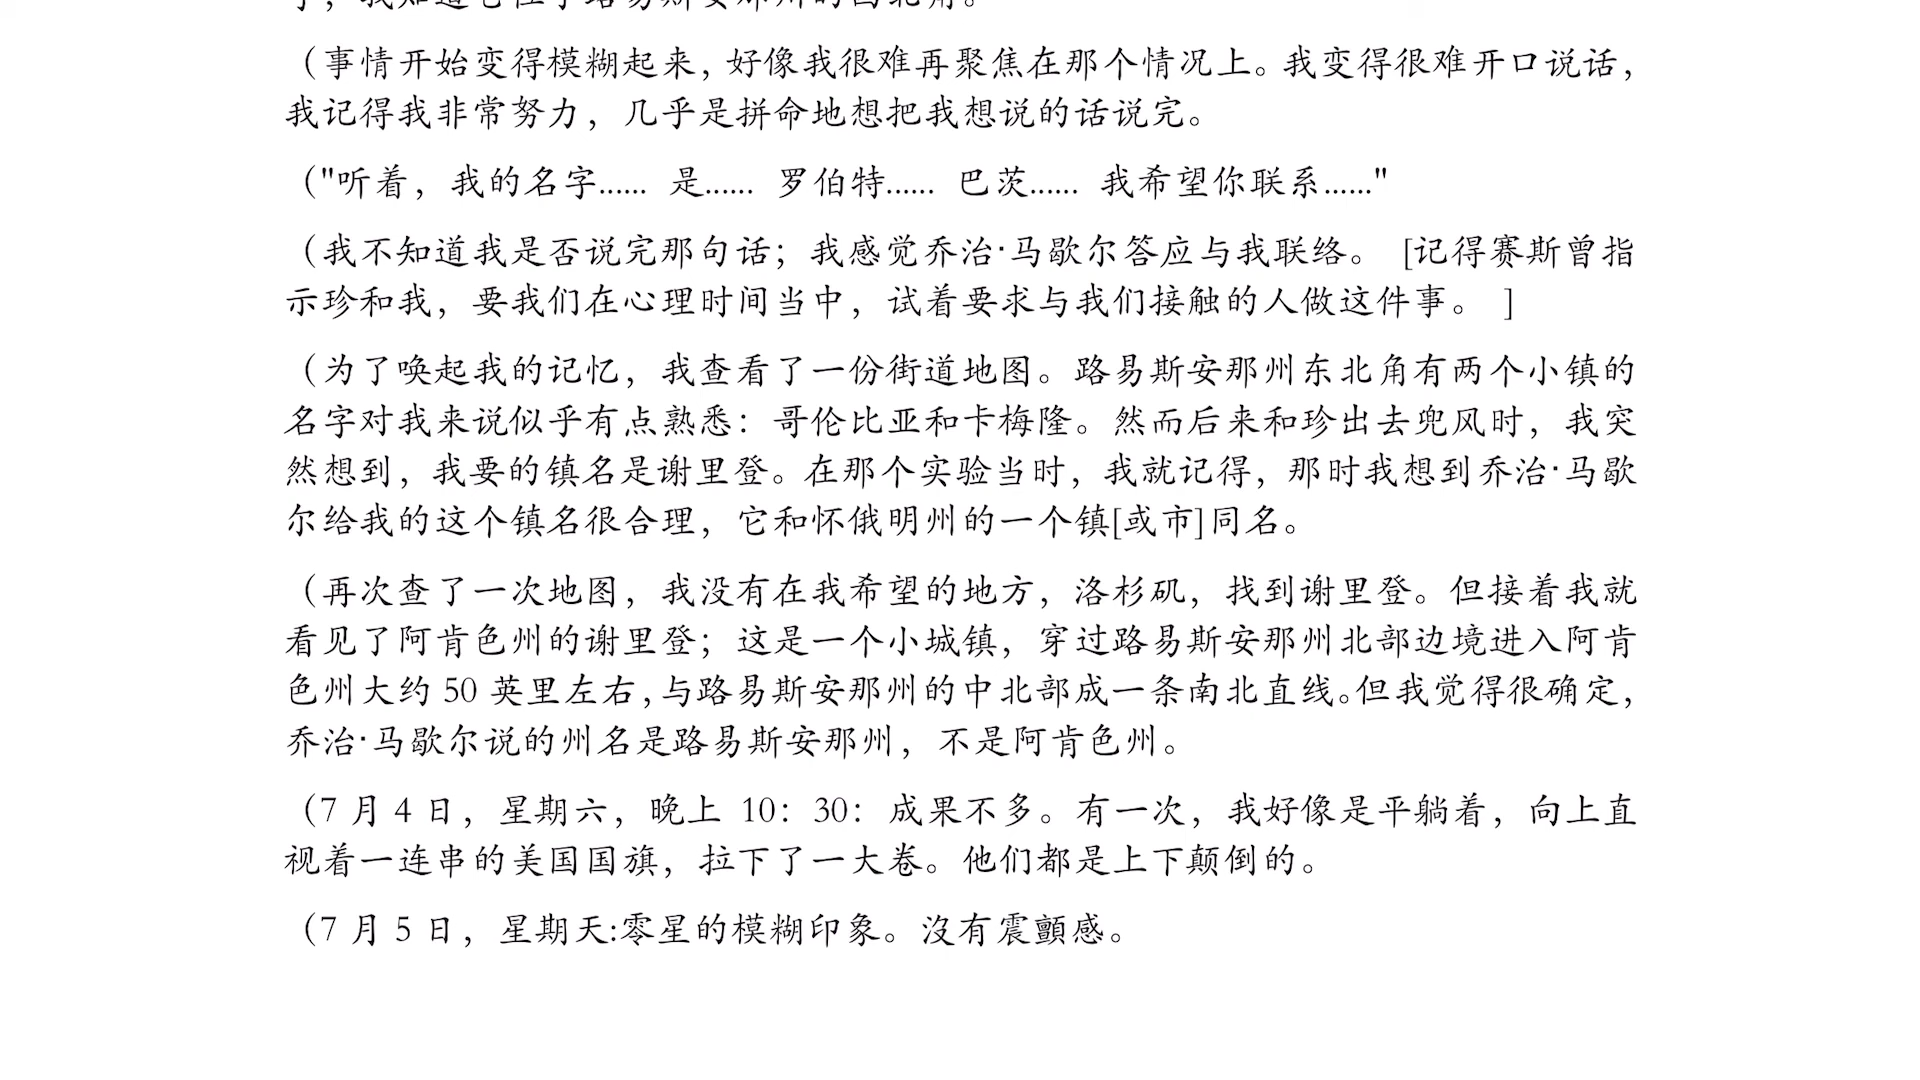 （事情开始变得模糊起来，好像我很难再聚焦在那个情况上。我变得很难开口说话，
我记得我非常努力，几乎是拼命地想把我想说的话说完。
（"听着，我的名字...... 是...... 罗伯特...... 巴茨...... 我希望你联系......"
（我不知道我是否说完那句话；我感觉乔治·马歇尔答应与我联络。 [记得赛斯曾指
示珍和我，要我们在心理时间当中，试着要求与我们接触的人做这件事。 ]
（为了唤起我的记忆，我查看了一份街道地图。路易斯安那州东北角有两个小镇的
名字对我来说似乎有点熟悉：哥伦比亚和卡梅隆。然而后来和珍出去兜风时，我突
然想到，我要的镇名是谢里登。在那个实验当时，我就记得，那时我想到乔治·马歇
尔给我的这个镇名很合理，它和怀俄明州的一个镇[或市]同名。
（再次查了一次地图，我没有在我希望的地方，洛杉矶，找到谢里登。但接着我就
看见了阿肯色州的谢里登；这是一个小城镇，穿过路易斯安那州北部边境进入阿肯
色州大约 50 英里左右，与路易斯安那州的中北部成一条南北直线。但我觉得很确定，
乔治·马歇尔说的州名是路易斯安那州，不是阿肯色州。
（7 月 4 日，星期六，晚上 10：30：成果不多。有一次，我好像是平躺着，向上直
视着一连串的美国国旗，拉下了一大卷。他们都是上下颠倒的。
（7 月 5 日，星期天:零星的模糊印象。沒有震顫感。